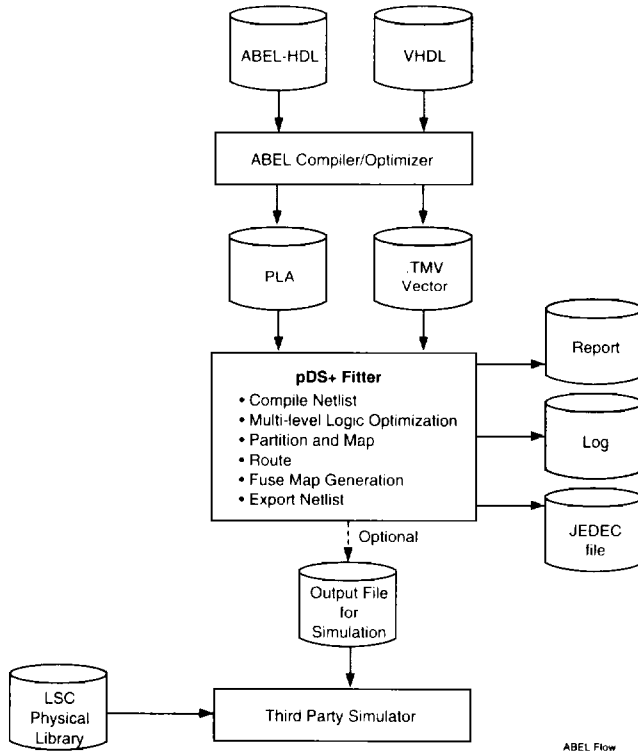 ABEL-HDL
VHDL
ABEL Compiler/Optimizer
PLA
.TMV
Vector
pDS+ Fitter
• Compile Netlist
• Multi-level Logic Optimization
• Partition and Map
• Route
• Fuse Map Generation
• Export Netlist
Report
Log
JEDEC
file
Optional
Output File
for
Simulation
LSC
Physical
Library
Third Party Simulator
ABEL Flow